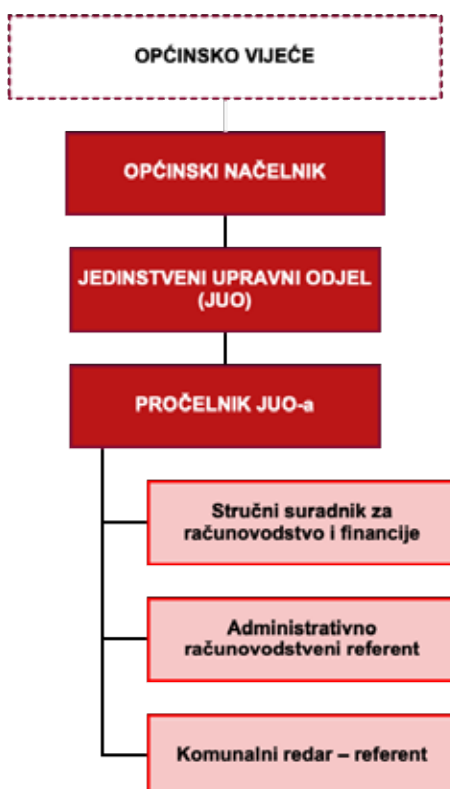 OPĆINSKO VIJEĆE
OPĆINSKI NAČELNIK
JEDINSTVENI UPRAVNI ODJEL
(JUO)
PROČELNIK JUO-a
Stručni suradnik za
računovodstvo i financije
Administrativno
računovodstveni referent
Komunalni redar – referent